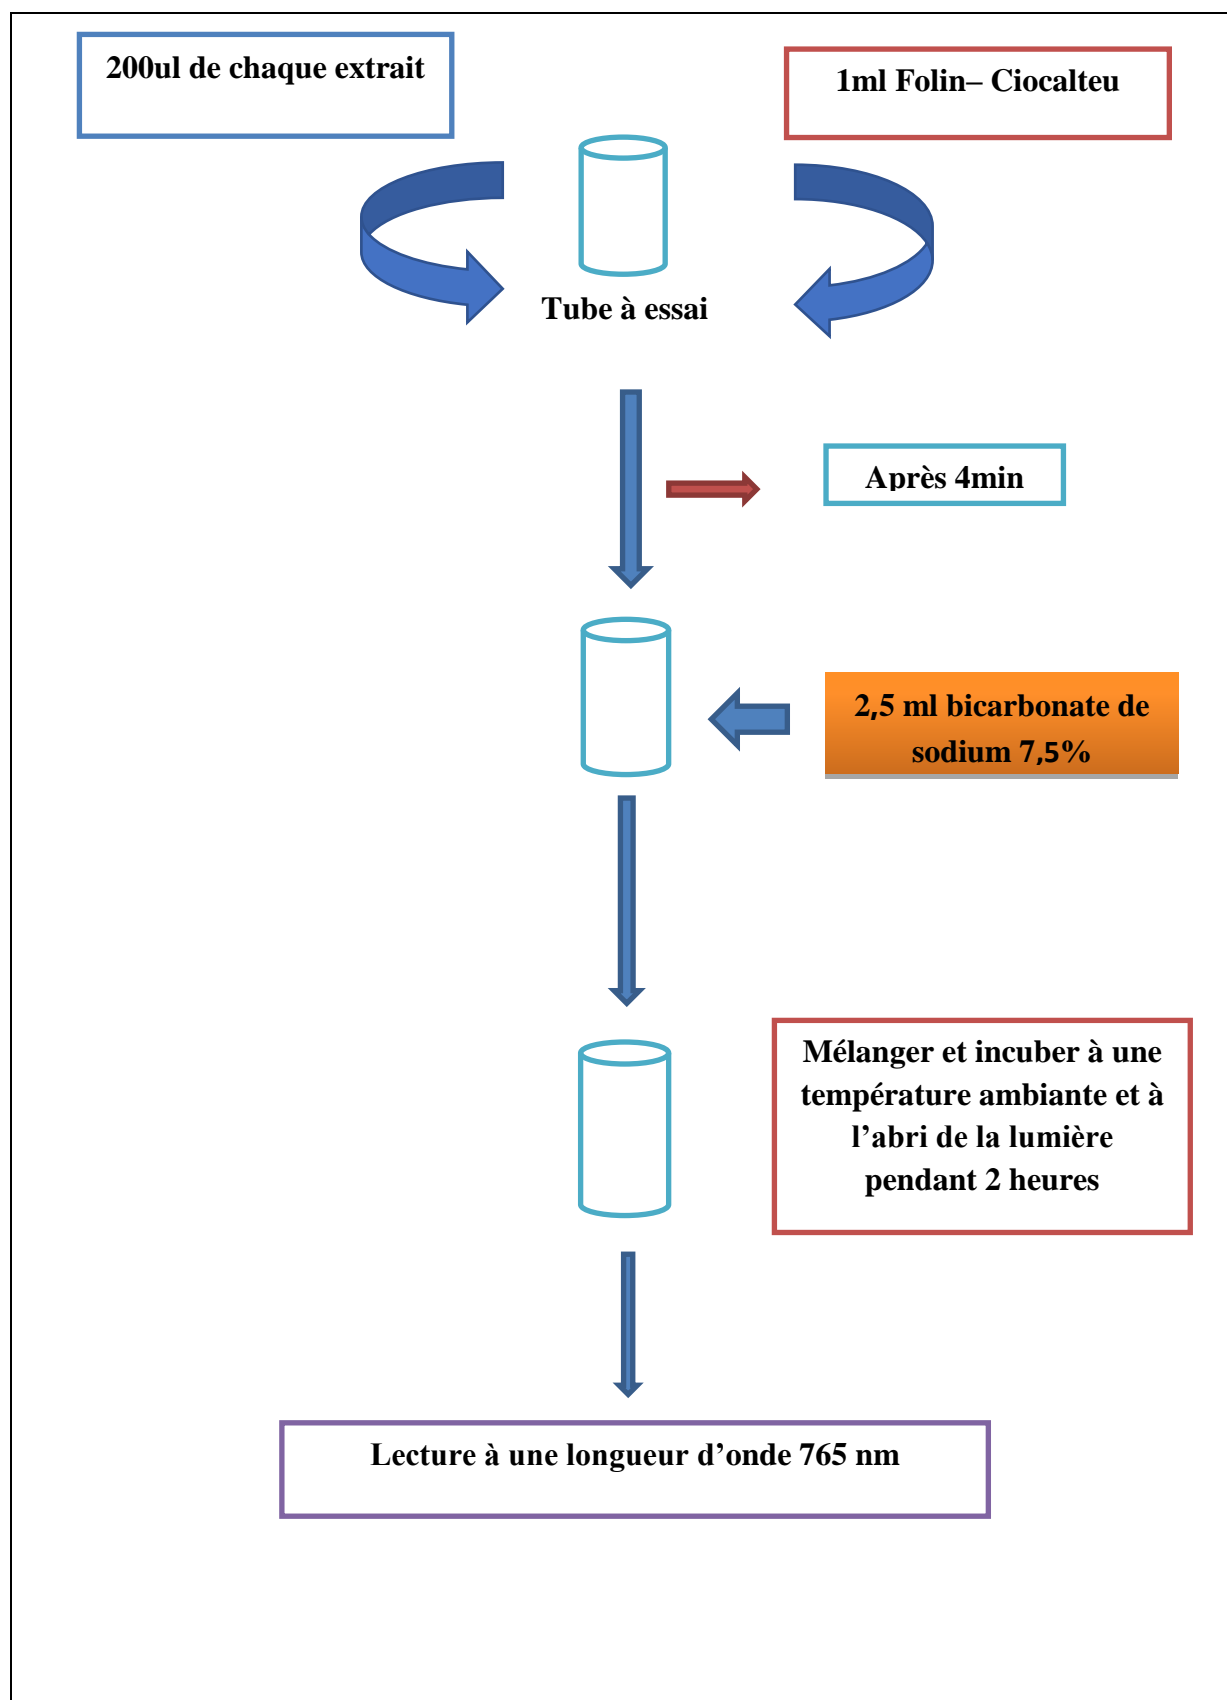 200ul de chaque extrait
1ml Folin– Ciocalteu
Tube à essai
Après 4min
2,5 ml bicarbonate de
sodium 7,5%
Mélanger et incuber à une
température ambiante et à
l’abri de la lumière
pendant 2 heures
Lecture à une longueur d’onde 765 nm